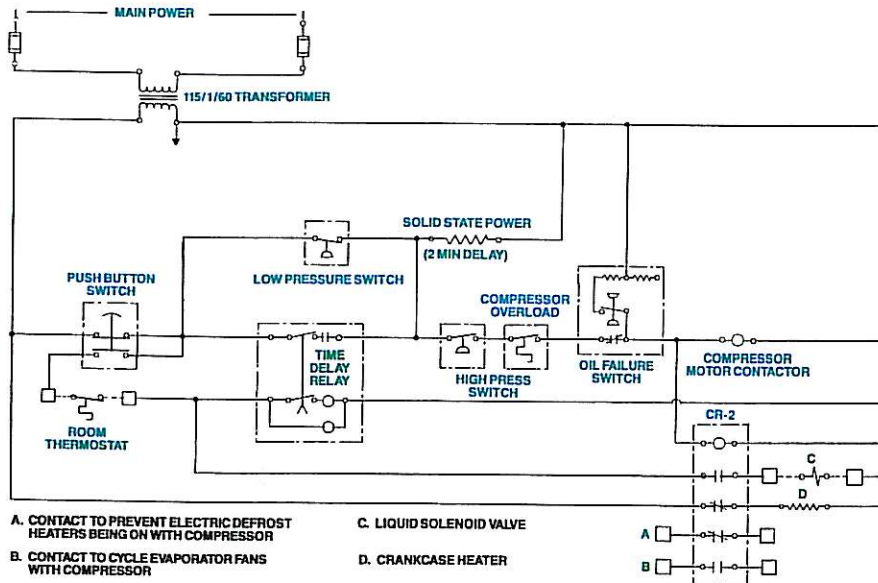 MAIN POWER
115/1/60 TRANSFORMER
SOLID STATE POWER
(2 MIN DELAY)
LOW PRESSURE SWITCH
PUSH BUTTON
SWITCH
COMPRESSOR
OVERLOAD
TIME
DELAY
RELAY
HIGH PRESS
SWITCH
OIL FAILURE
SWITCH
COMPRESSOR
MOTOR CONTACTOR
ROOM
THERMOSTAT
CR-2
C
D
A
B
A. CONTACT TO PREVENT ELECTRIC DEFROST
HEATERS BEING ON WITH COMPRESSOR
B. CONTACT TO CYCLE EVAPORATOR FANS
WITH COMPRESSOR
C. LIQUID SOLENOID VALVE
D. CRANKCASE HEATER